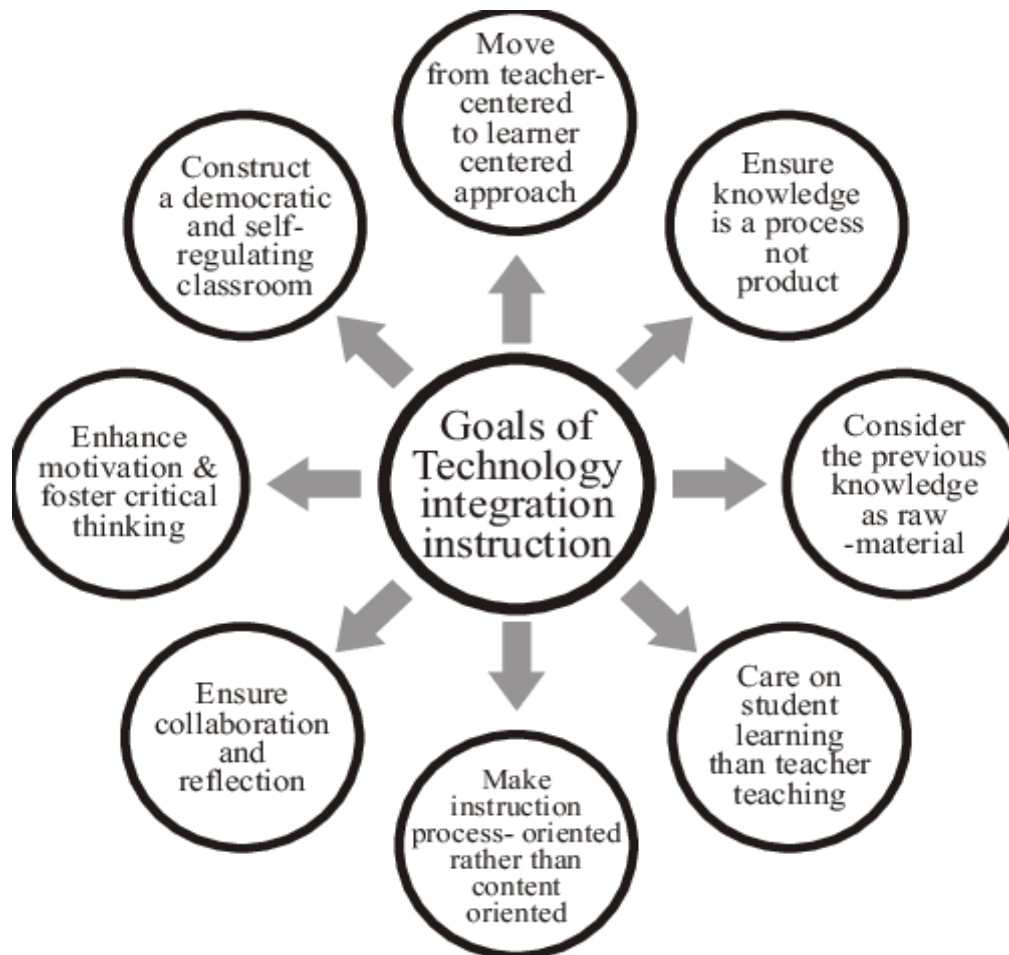 Move
from teacher-
centered
to learner
centered
approach
Construct
a democratic
and self-
regulating
classroom
Ensure
knowledge
is a process
not
product
Enhance
motivation &
foster critical
thinking
Goals of
Technology
integration
instruction
Consider
the previous
knowledge
as raw
-material
Ensure
collaboration
and
reflection
Care on
student
learning
than teacher
teaching
Make
instruction
process- oriented
rather than
content
oriented